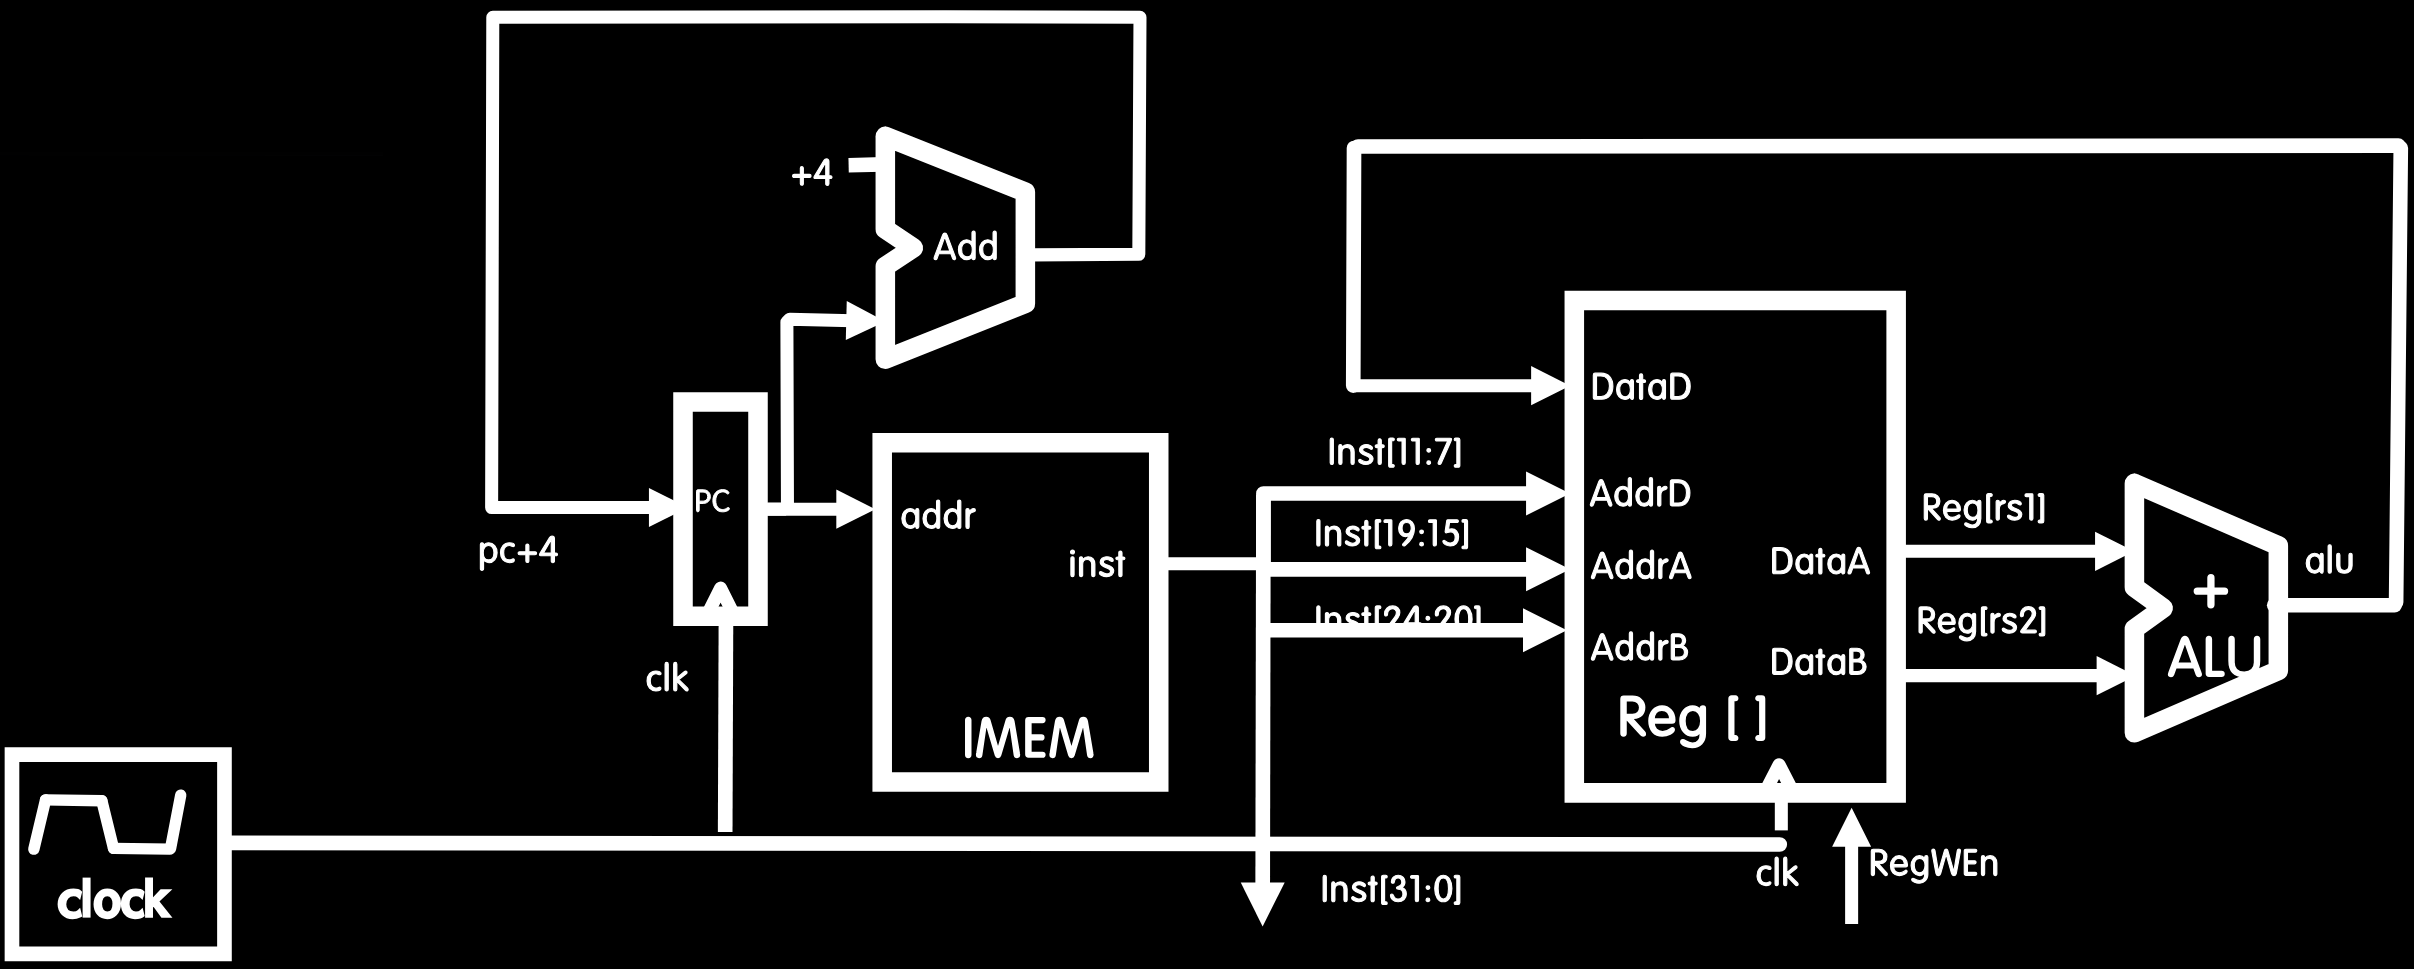 +4
Add
pc+4
PC
clk
addr
inst
IMEM
clock
Inst[11:7]
Inst[19:15]
Inst[24:20]
Inst[31:0]
DataD
AddrD
AddrA
AddrB
DataA
DataB
Reg [ ]
clk
RegWEn
Reg[rs1]
Reg[rs2]
+
ALU
alu